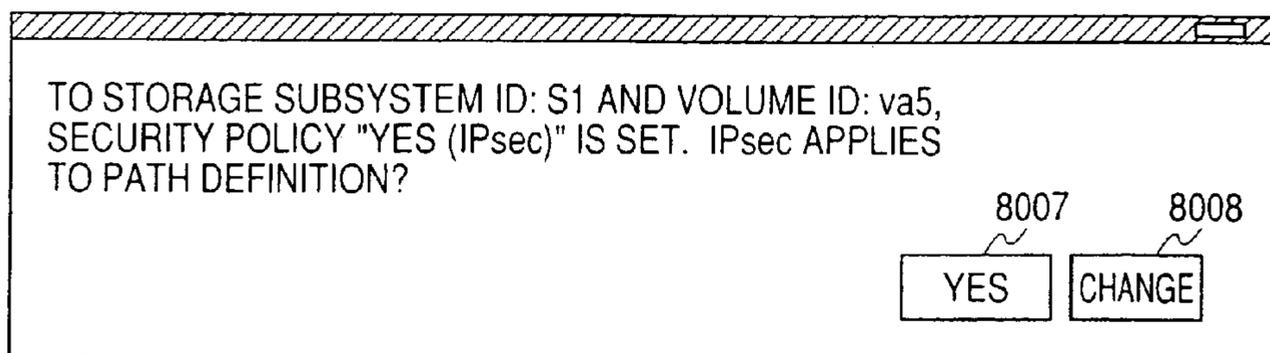 TO STORAGE SUBSYSTEM ID: S1 AND VOLUME ID: va5,
SECURITY POLICY "YES (IPsec)" IS SET. IPsec APPLIES
TO PATH DEFINITION?
8007 8008
YES CHANGE